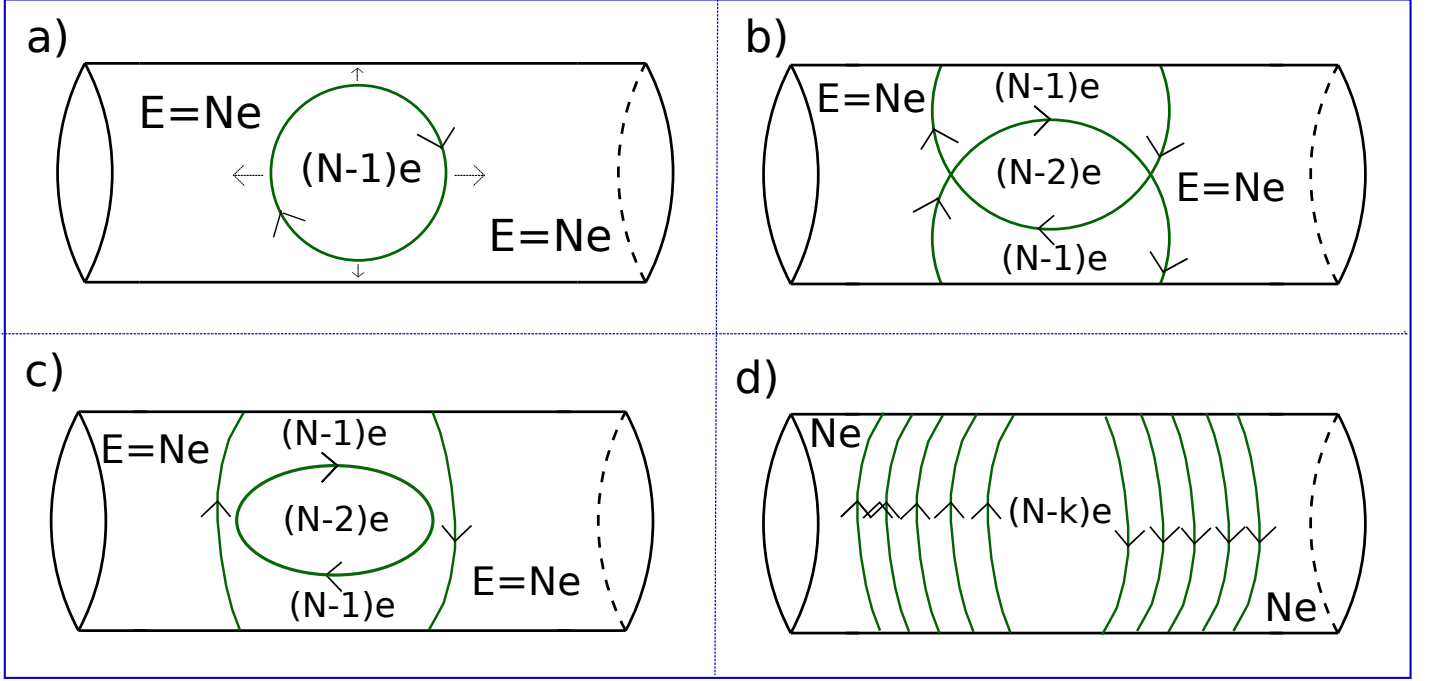 a)
E=Ne
(N-1)e
E=Ne
b)
(N-1)e
E=Ne
(N-2)e
E=Ne
(N-1)e
c)
(N-1)e
E=Ne
(N-2)e
E=Ne
(N-1)e
d)
Ne
(N-k)e
Ne